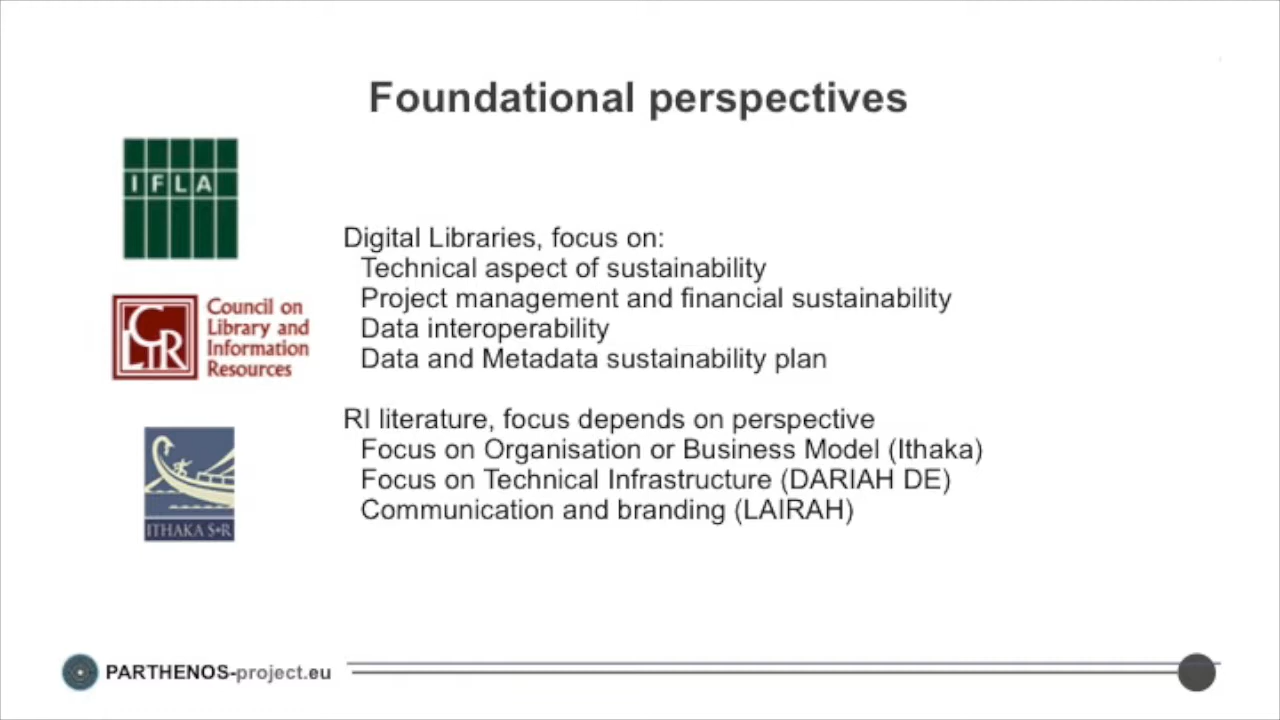 Foundational perspectives
IFLA
Digital Libraries, focus on:
Technical aspect of sustainability
Project management and financial sustainability
Data interoperability
Data and Metadata sustainability plan
CLIR
Council on
Library and
Information
Resources
RI literature, focus depends on perspective
Focus on Organisation or Business Model (Ithaka)
Focus on Technical Infrastructure (DARIAH DE)
Communication and branding (LAIRAH)
ITHAKA S+R
PARTHENOS-project.eu